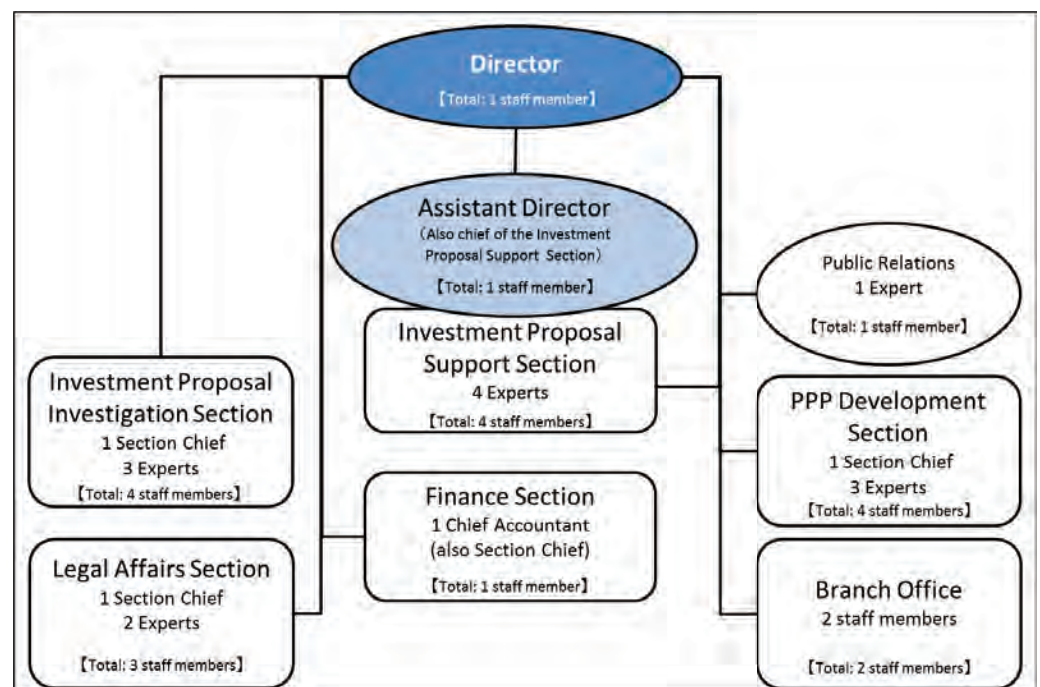 Director
【Total: 1 staff member】
Assistant Director
（Also chief of the Investment
Proposal Support Section）
【Total: 1 staff member】
Public Relations
1 Expert
【Total: 1 staff member】
Investment Proposal
Support Section
4 Experts
【Total: 4 staff members】
Investment Proposal
Investigation Section
1 Section Chief
3 Experts
【Total: 4 staff members】
PPP Development
Section
1 Section Chief
3 Experts
【Total: 4 staff members】
Finance Section
1 Chief Accountant
(also Section Chief)
【Total: 1 staff member】
Legal Affairs Section
1 Section Chief
2 Experts
【Total: 3 staff members】
Branch Office
2 staff members
【Total: 2 staff members】